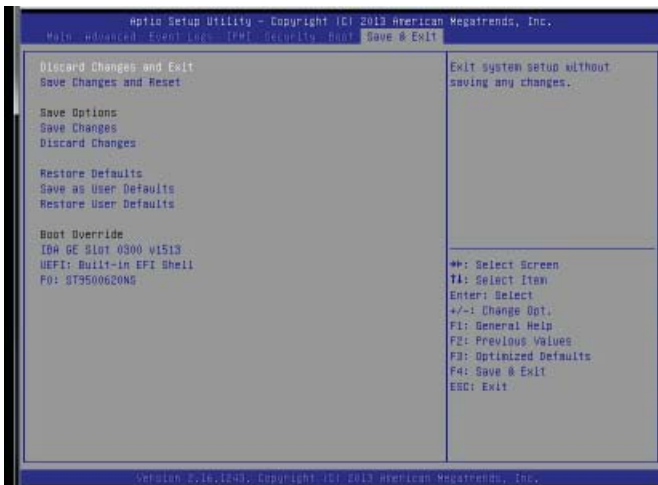 Aptio Setup Utility - Copyright (C) 2013 American Megatrends, Inc.
Main Advanced Event Logs IPMI Security Boot Save & Exit
Discard Changes and Exit
Save Changes and Reset
Save Options
Save Changes
Discard Changes
Restore Defaults
Save as User Defaults
Restore User Defaults
Boot Override
IBA GE Slot 0300 v1513
UEFI: Built-in EFI Shell
P0: ST9500620NS
Exit system setup without
saving any changes.
→←: Select Screen
↑↓: Select Item
Enter: Select
+/-: Change Opt.
F1: General Help
F2: Previous Values
F3: Optimized Defaults
F4: Save & Exit
ESC: Exit
Version 2.16.1243. Copyright (C) 2013 American Megatrends, Inc.